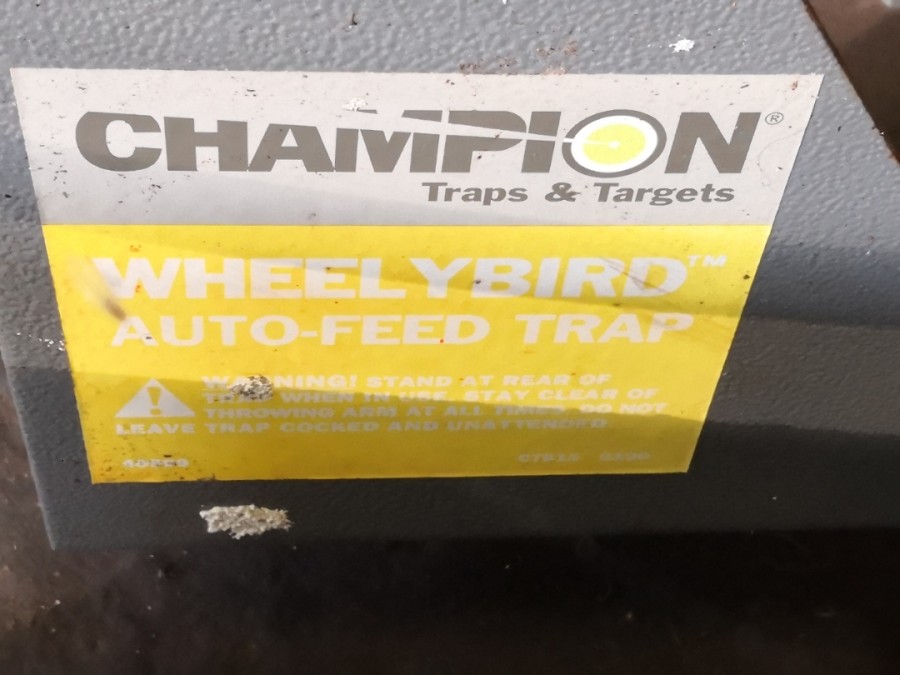 CHAMPION®
Traps & Targets
WHEELYBIRD™
AUTO-FEED TRAP
WARNING! STAND AT REAR OF
TRAP WHEN IN USE. STAY CLEAR OF
THROWING ARM AT ALL TIMES. DO NOT
LEAVE TRAP COCKED AND UNATTENDED.